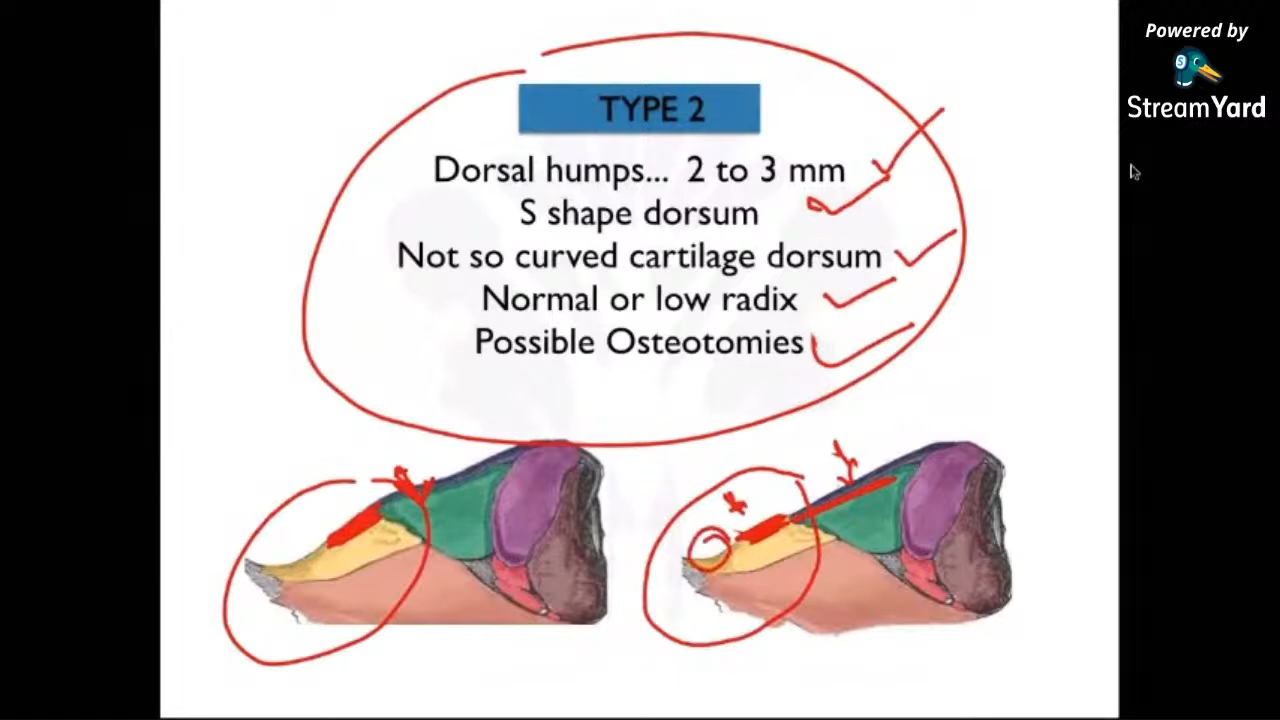 Powered by
StreamYard
TYPE 2
Dorsal humps... 2 to 3 mm
S shape dorsum
Not so curved cartilage dorsum
Normal or low radix
Possible Osteotomies